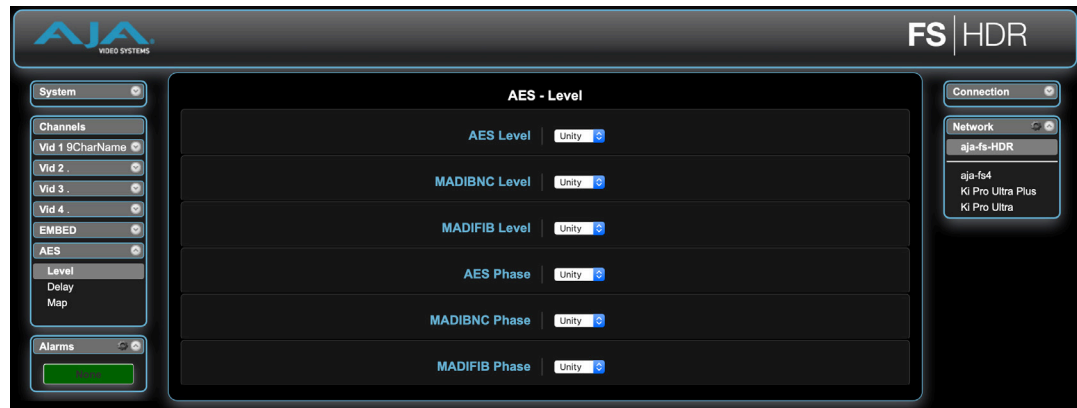 AJA
VIDEO SYSTEMS
FS|HDR
System
Channels
Vid 1 9CharName
Vid 2 .
Vid 3 .
Vid 4 .
EMBED
AES
Level
Delay
Map
Alarms
None
AES - Level
AES Level Unity
MADIBNC Level Unity
MADIFIB Level Unity
AES Phase Unity
MADIBNC Phase Unity
MADIFIB Phase Unity
Connection
Network
aja-fs-HDR
aja-fs4
Ki Pro Ultra Plus
Ki Pro Ultra